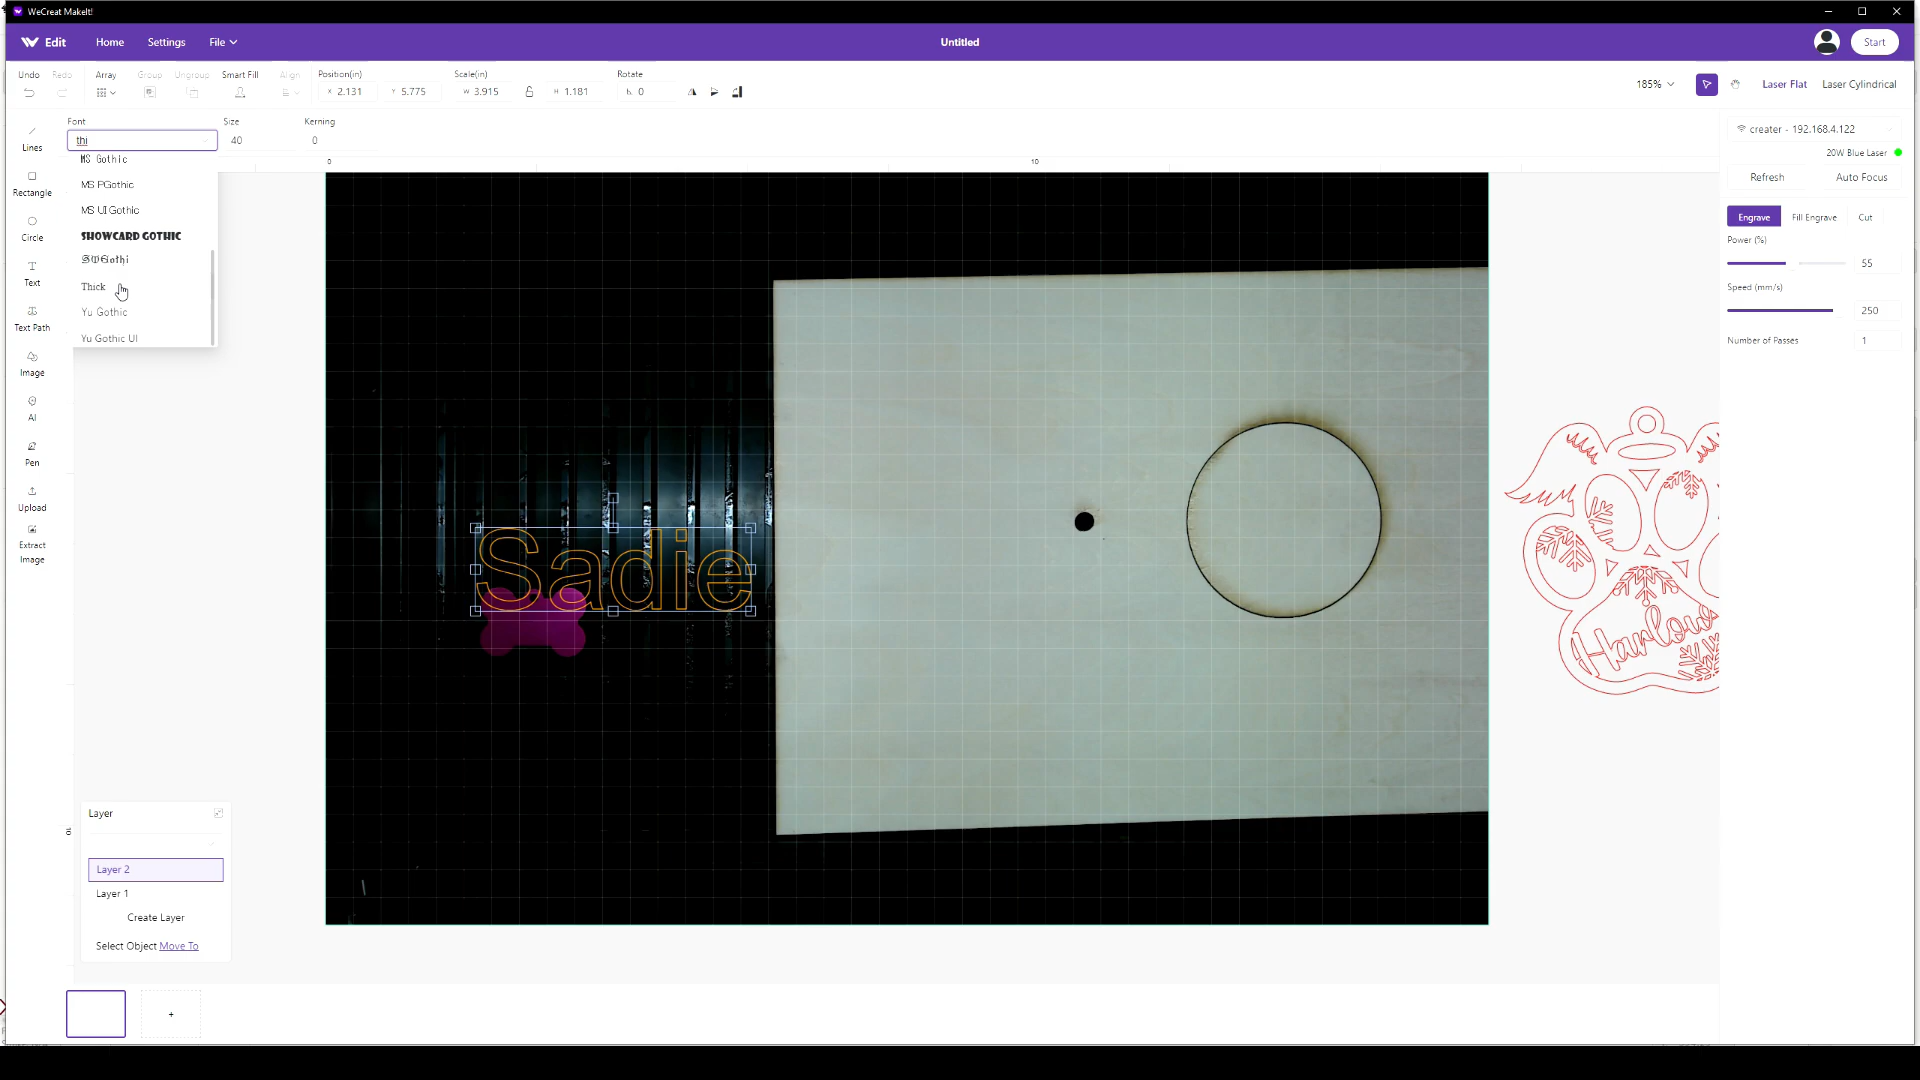 WeCreat MakeIt!
Edit Home Settings File Untitled Start
Undo Redo Array Group Ungroup Smart Fill Align Position(in) Scale(in) Rotate
X 2.131 Y 5.775 W 3.915 H 1.181 0
185% Laser Flat Laser Cylindrical
Font Size Kerning
thi 40 0
Lines
Rectangle
Circle
Text
Text Path
Image
AI
Pen
Upload
Extract
Image
MS Gothic
MS PGothic
MS UI Gothic
SHOWCARD GOTHIC
SWGothi
Thick
Yu Gothic
Yu Gothic UI
0 10
10
Sadie
Harlow
creater - 192.168.4.122
20W Blue Laser
Refresh Auto Focus
Engrave Fill Engrave Cut
Power (%)
55
Speed (mm/s)
250
Number of Passes 1
Layer
Layer 2
Layer 1
Create Layer
Select Object Move To
+